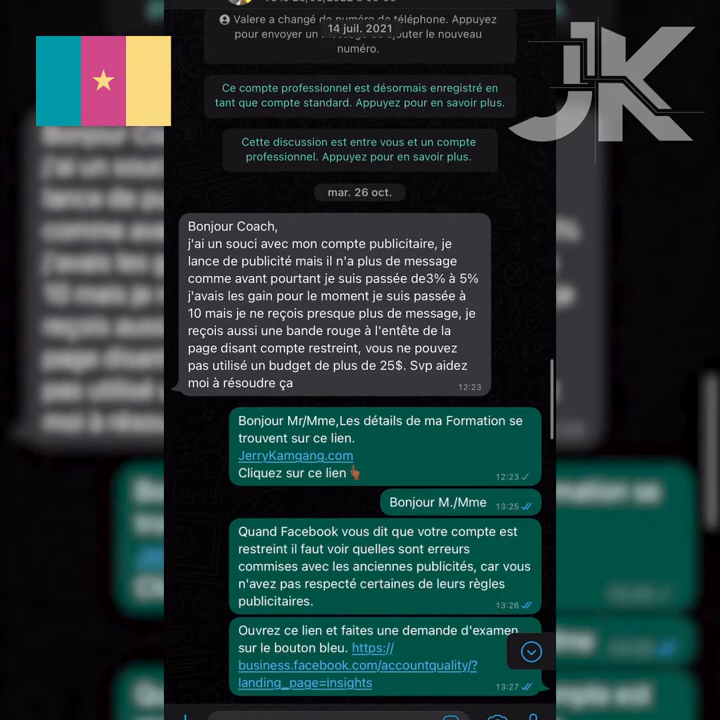 Valere a changé de numéro de téléphone. Appuyez
pour envoyer un message ou ajouter le nouveau
numéro.
14 juil. 2021
JK
Ce compte professionnel est désormais enregistré en
tant que compte standard. Appuyez pour en savoir plus.
Cette discussion est entre vous et un compte
professionnel. Appuyez pour en savoir plus.
mar. 26 oct.
Bonjour Coach,
j'ai un souci avec mon compte publicitaire, je
lance de publicité mais il n'a plus de message
comme avant pourtant je suis passée de3% à 5%
j'avais les gain pour le moment je suis passée à
10 mais je ne reçois presque plus de message, je
reçois aussi une bande rouge à l'entête de la
page disant compte restreint, vous ne pouvez
pas utilisé un budget de plus de 25$. Svp aidez
moi à résoudre ça
12:23
Bonjour Mr/Mme,Les détails de ma Formation se
trouvent sur ce lien.
JerryKamgang.com
Cliquez sur ce lien👆🏾
12:23
Bonjour M./Mme
13:25
Quand Facebook vous dit que votre compte est
restreint il faut voir quelles sont erreurs
commises avec les anciennes publicités, car vous
n'avez pas respecté certaines de leurs règles
publicitaires.
13:26
Ouvrez ce lien et faites une demande d'examen
sur le bouton bleu. https://
business.facebook.com/accountquality/?
landing_page=insights
13:27